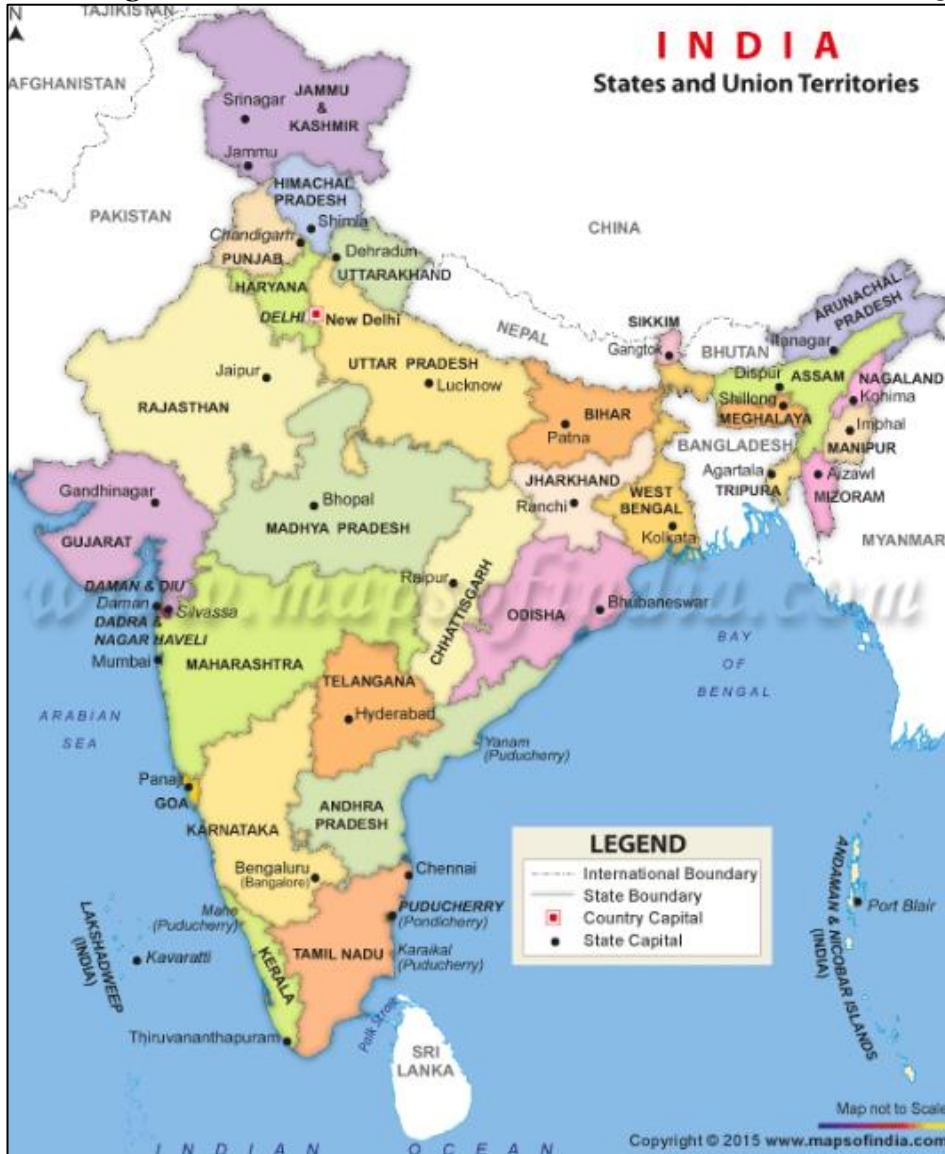 N
TAJIKISTAN
INDIA
States and Union Territories
AFGHANISTAN
JAMMU
&
KASHMIR
Srinagar
Jammu
HIMACHAL
PRADESH
Shimla
PAKISTAN
CHINA
Chandigarh
PUNJAB
Dehradun
UTTARAKHAND
HARYANA
DELHI
New Delhi
NEPAL
SIKKIM
Gangtok
BHUTAN
ARUNACHAL
PRADESH
Itanagar
Dispur
ASSAM
NAGALAND
Shillong
Kohima
MEGHALAYA
Imphal
MANIPUR
BANGLADESH
Agartala
TRIPURA
Aizawl
MIZORAM
MYANMAR
Jaipur
RAJASTHAN
UTTAR PRADESH
Lucknow
BIHAR
Patna
JHARKHAND
Ranchi
WEST
BENGAL
Kolkata
Gandhinagar
GUJARAT
Bhopal
MADHYA PRADESH
www.mapsofindia.com
DAMAN & DIU
Daman
Silvassa
DADRA &
NAGAR HAVELI
Mumbai
MAHARASHTRA
Raipur
CHHATTISGARH
ODISHA
Bhubaneswar
BAY
OF
BENGAL
ARABIAN
SEA
TELANGANA
Hyderabad
Yanam
(Puducherry)
Panaji
GOA
KARNATAKA
ANDHRA
PRADESH
Bengaluru
(Bangalore)
Chennai
PUDUCHERRY
(Pondicherry)
Mahe
(Puducherry)
Karaikal
(Puducherry)
TAMIL NADU
KERALA
LAKSHADWEEP
(INDIA)
Kavaratti
Thiruvananthapuram
Palk Strait
SRI
LANKA
LEGEND
International Boundary
State Boundary
Country Capital
State Capital
Port Blair
ANDAMAN & NICOBAR ISLANDS
(INDIA)
Map not to Scale
INDIAN OCEAN
Copyright © 2015 www.mapsofindia.com